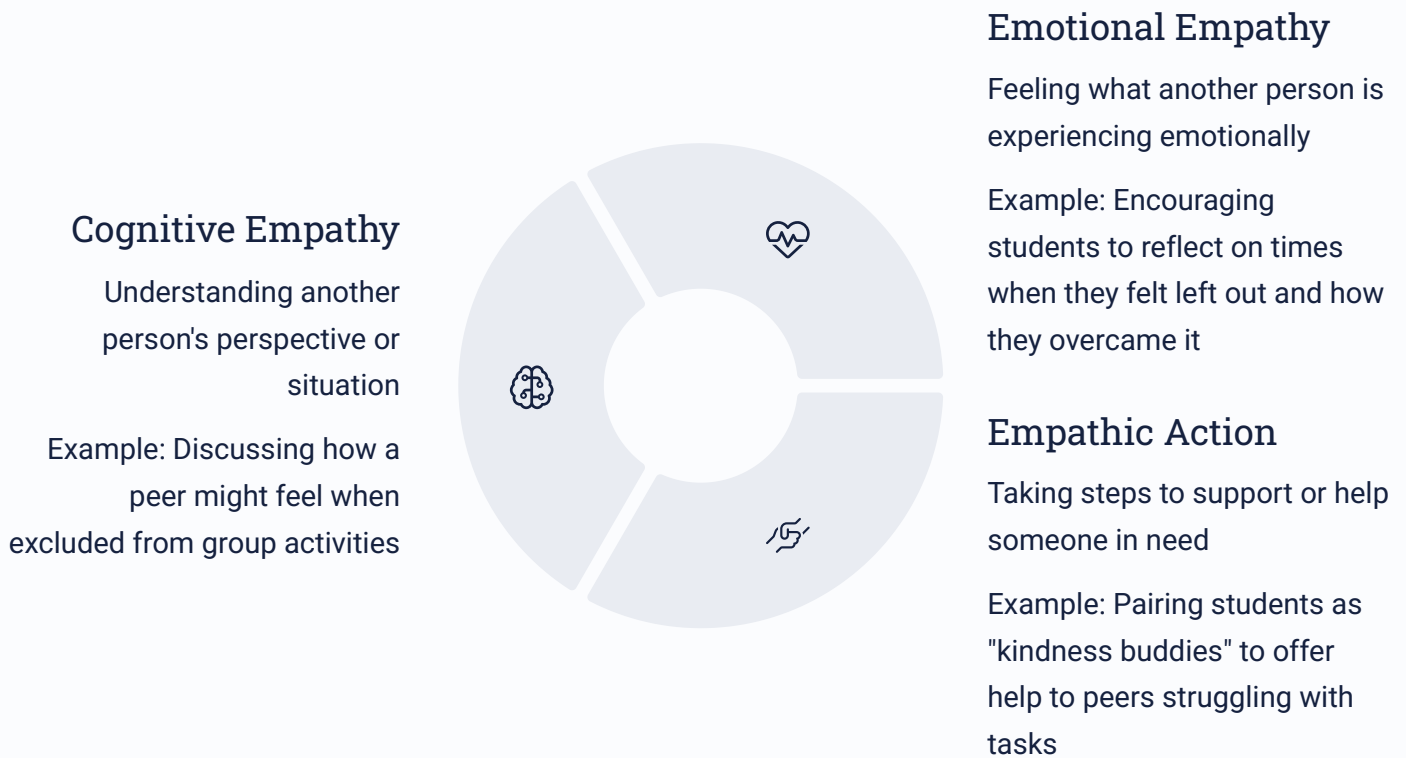 Cognitive Empathy
Understanding another
person's perspective or
situation
Example: Discussing how a
peer might feel when
excluded from group activities
Emotional Empathy
Feeling what another person is
experiencing emotionally
Example: Encouraging
students to reflect on times
when they felt left out and how
they overcame it
Empathic Action
Taking steps to support or help
someone in need
Example: Pairing students as
"kindness buddies" to offer
help to peers struggling with
tasks